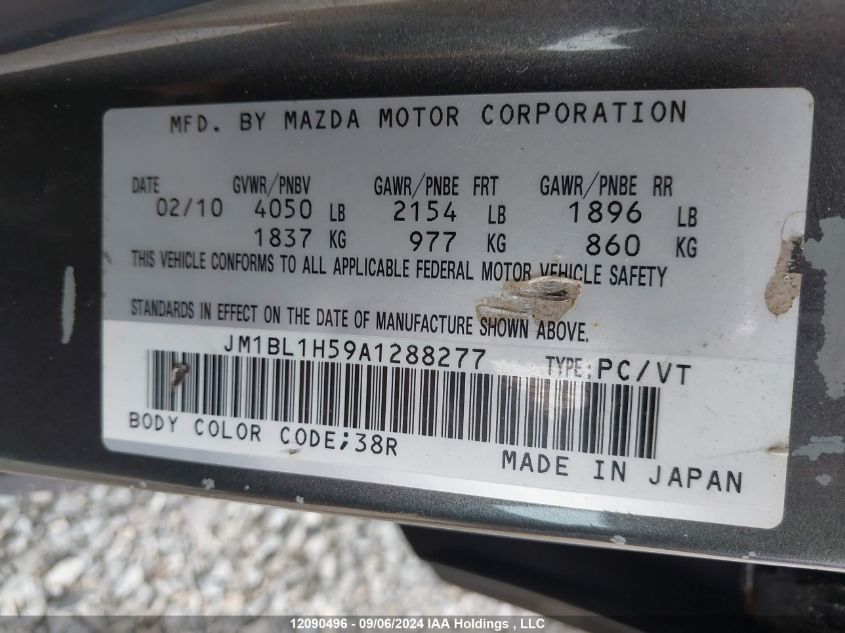 MFD. BY MAZDA MOTOR CORPORATION
DATE GVWR/PNBV GAWR/PNBE FRT GAWR/PNBE RR
02/10 4050 LB 2154 LB 1896 LB
1837 KG 977 KG 860 KG
THIS VEHICLE CONFORMS TO ALL APPLICABLE FEDERAL MOTOR VEHICLE SAFETY
STANDARDS IN EFFECT ON THE DATE OF MANUFACTURE SHOWN ABOVE.
JM1BL1H59A1288277 TYPE:PC/VT
BODY COLOR CODE;38R
MADE IN JAPAN
12090496 - 09/06/2024 IAA Holdings , LLC